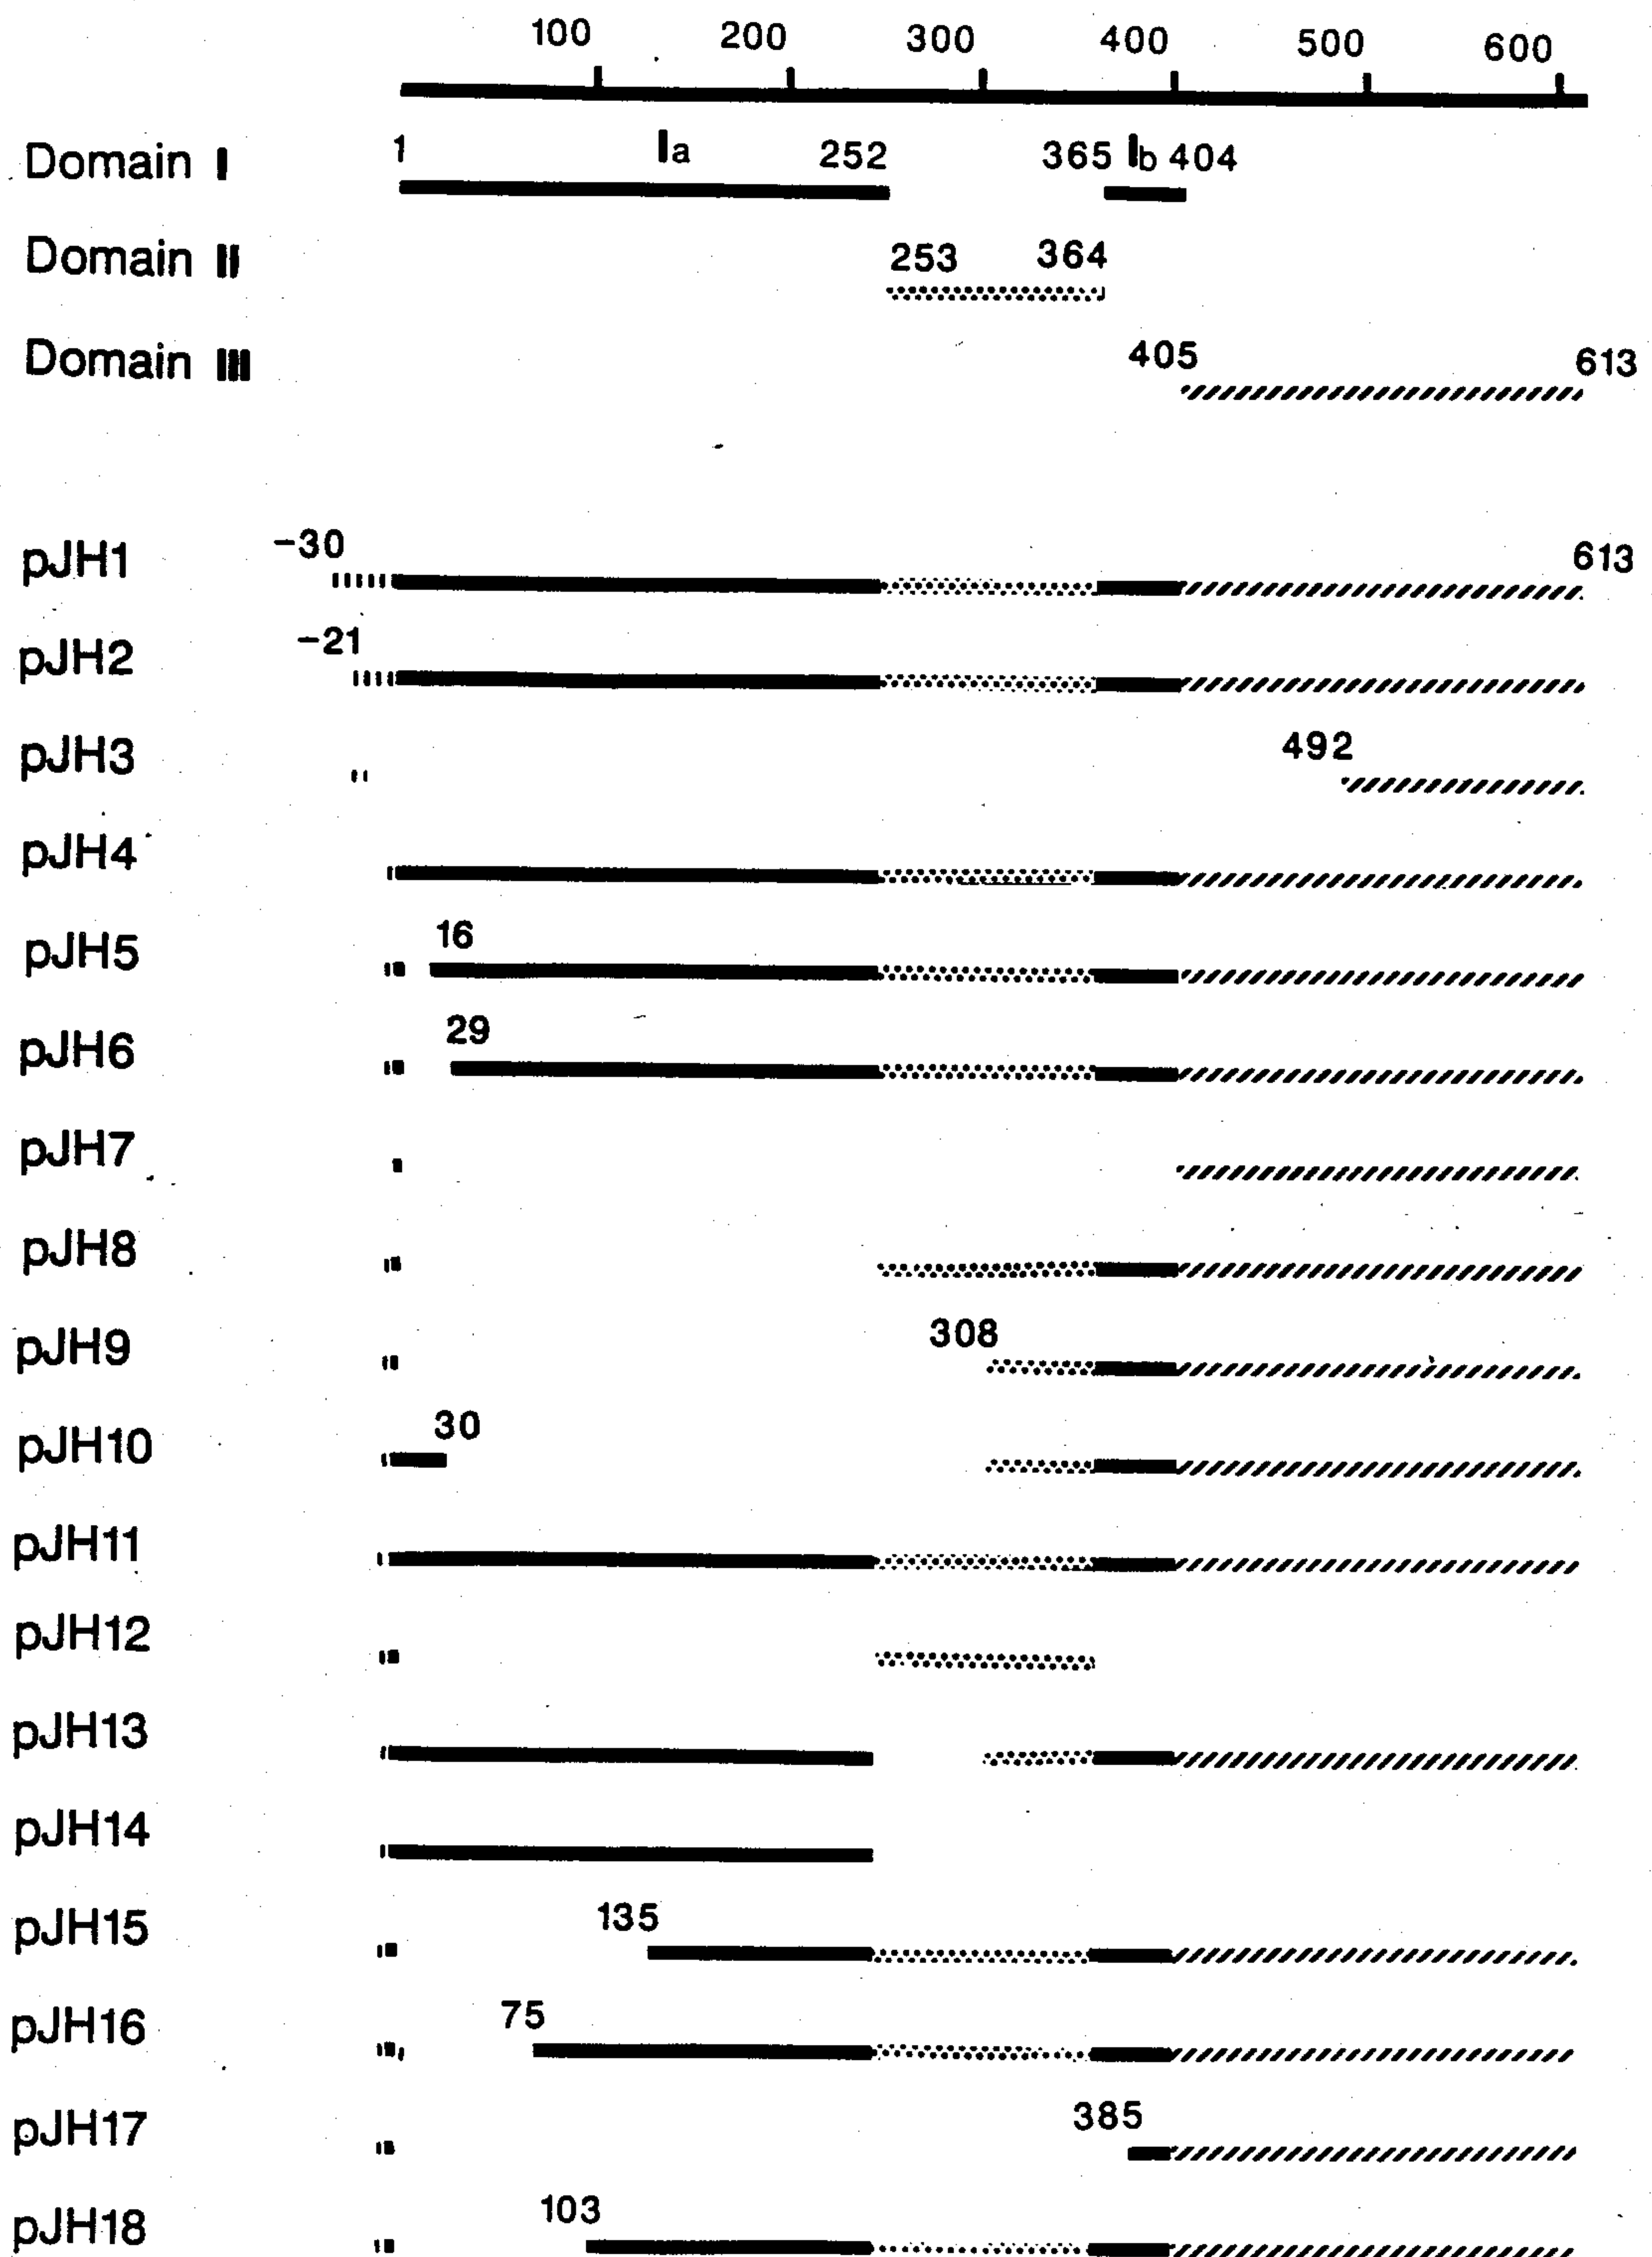 100 200 300 400 500 600
Domain I 1 Ia 252 365 Ib 404
Domain II 253 364
Domain III 405 613
pJH1 -30 613
pJH2 -21
pJH3 492
pJH4
pJH5 16
pJH6 29
pJH7
pJH8
pJH9 308
pJH10 30
pJH11
pJH12
pJH13
pJH14
pJH15 135
pJH16 75
pJH17 385
pJH18 103